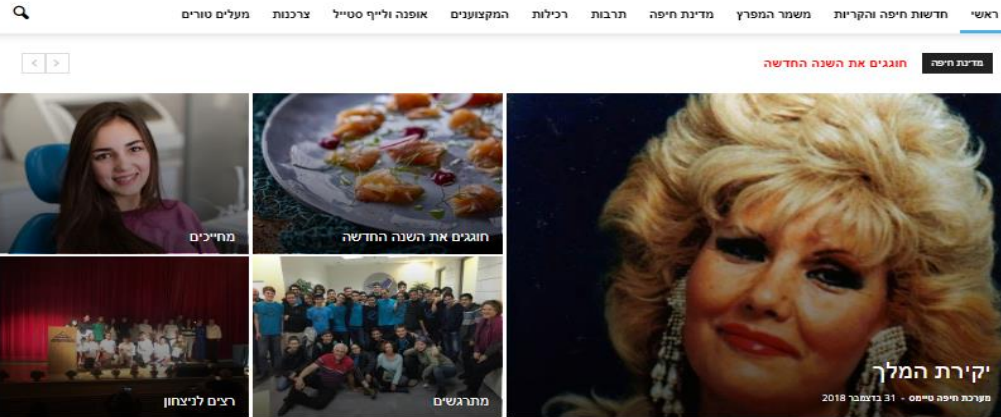 ראשי חדשות חיפה והקריות משמר המפרץ מדינת חיפה תרבות רכילות המקצוענים אופנה ולייף סטייל צרכנות מעלים טורים
מדינת חיפה חוגגים את השנה החדשה
יקירת המלך
מערכת חיפה טיימס - 31 בדצמבר 2018
חוגגים את השנה החדשה
מחייכים
מתרגשים
רצים לניצחון